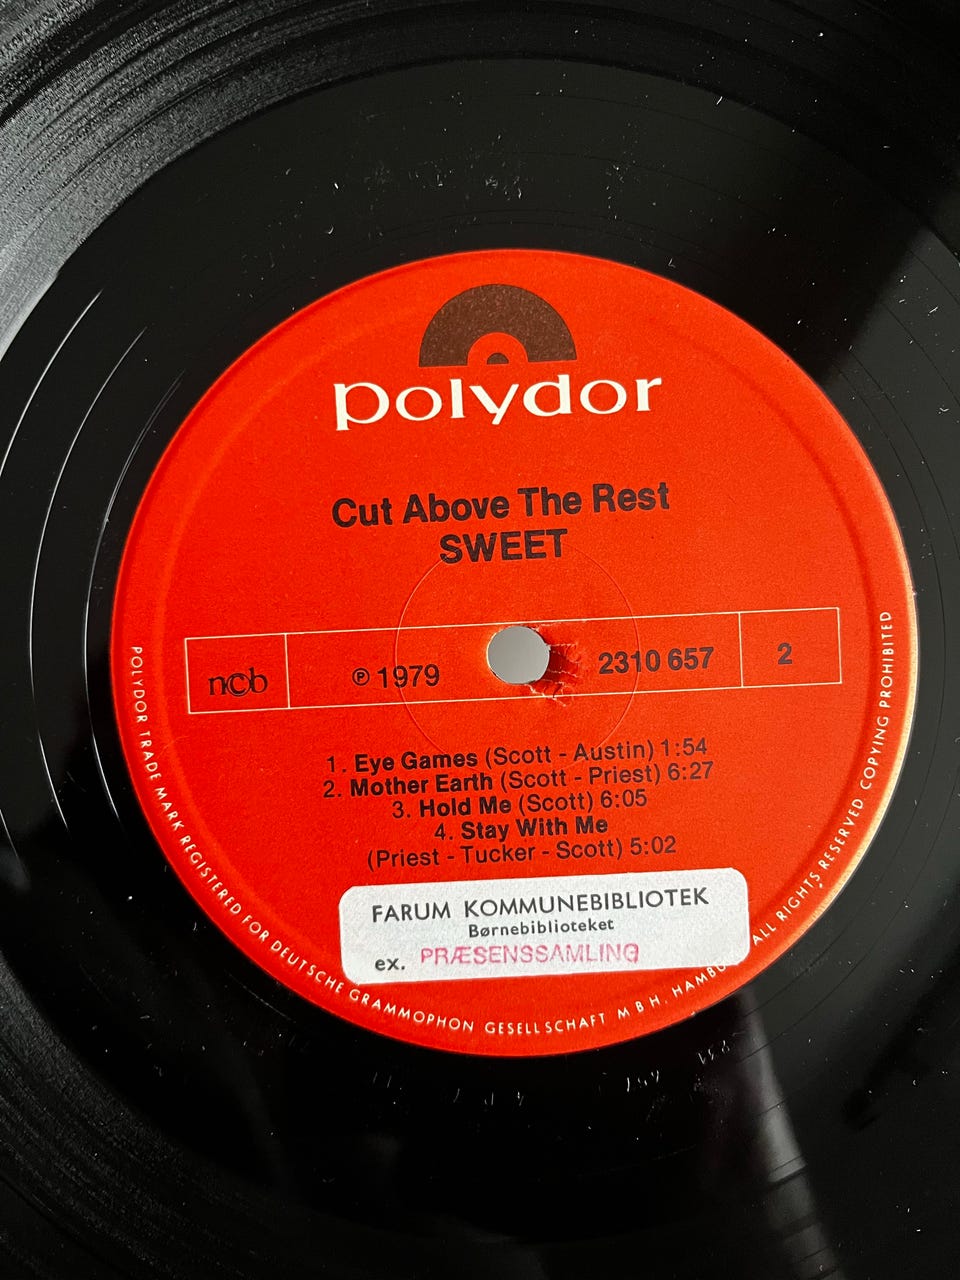 polydor
Cut Above The Rest
SWEET
ncb
℗ 1979
2310 657
2
1. Eye Games (Scott - Austin) 1:54
2. Mother Earth (Scott - Priest) 6:27
3. Hold Me (Scott) 6:05
4. Stay With Me
(Priest - Tucker - Scott) 5:02
FARUM KOMMUNEBIBLIOTEK
Børnebiblioteket
ex. PRÆSENSSAMLING
POLYDOR TRADE MARK REGISTERED FOR DEUTSCHE GRAMMOPHON GESELLSCHAFT M B H, HAMBU ALL RIGHTS RESERVED COPYING PROHIBITED